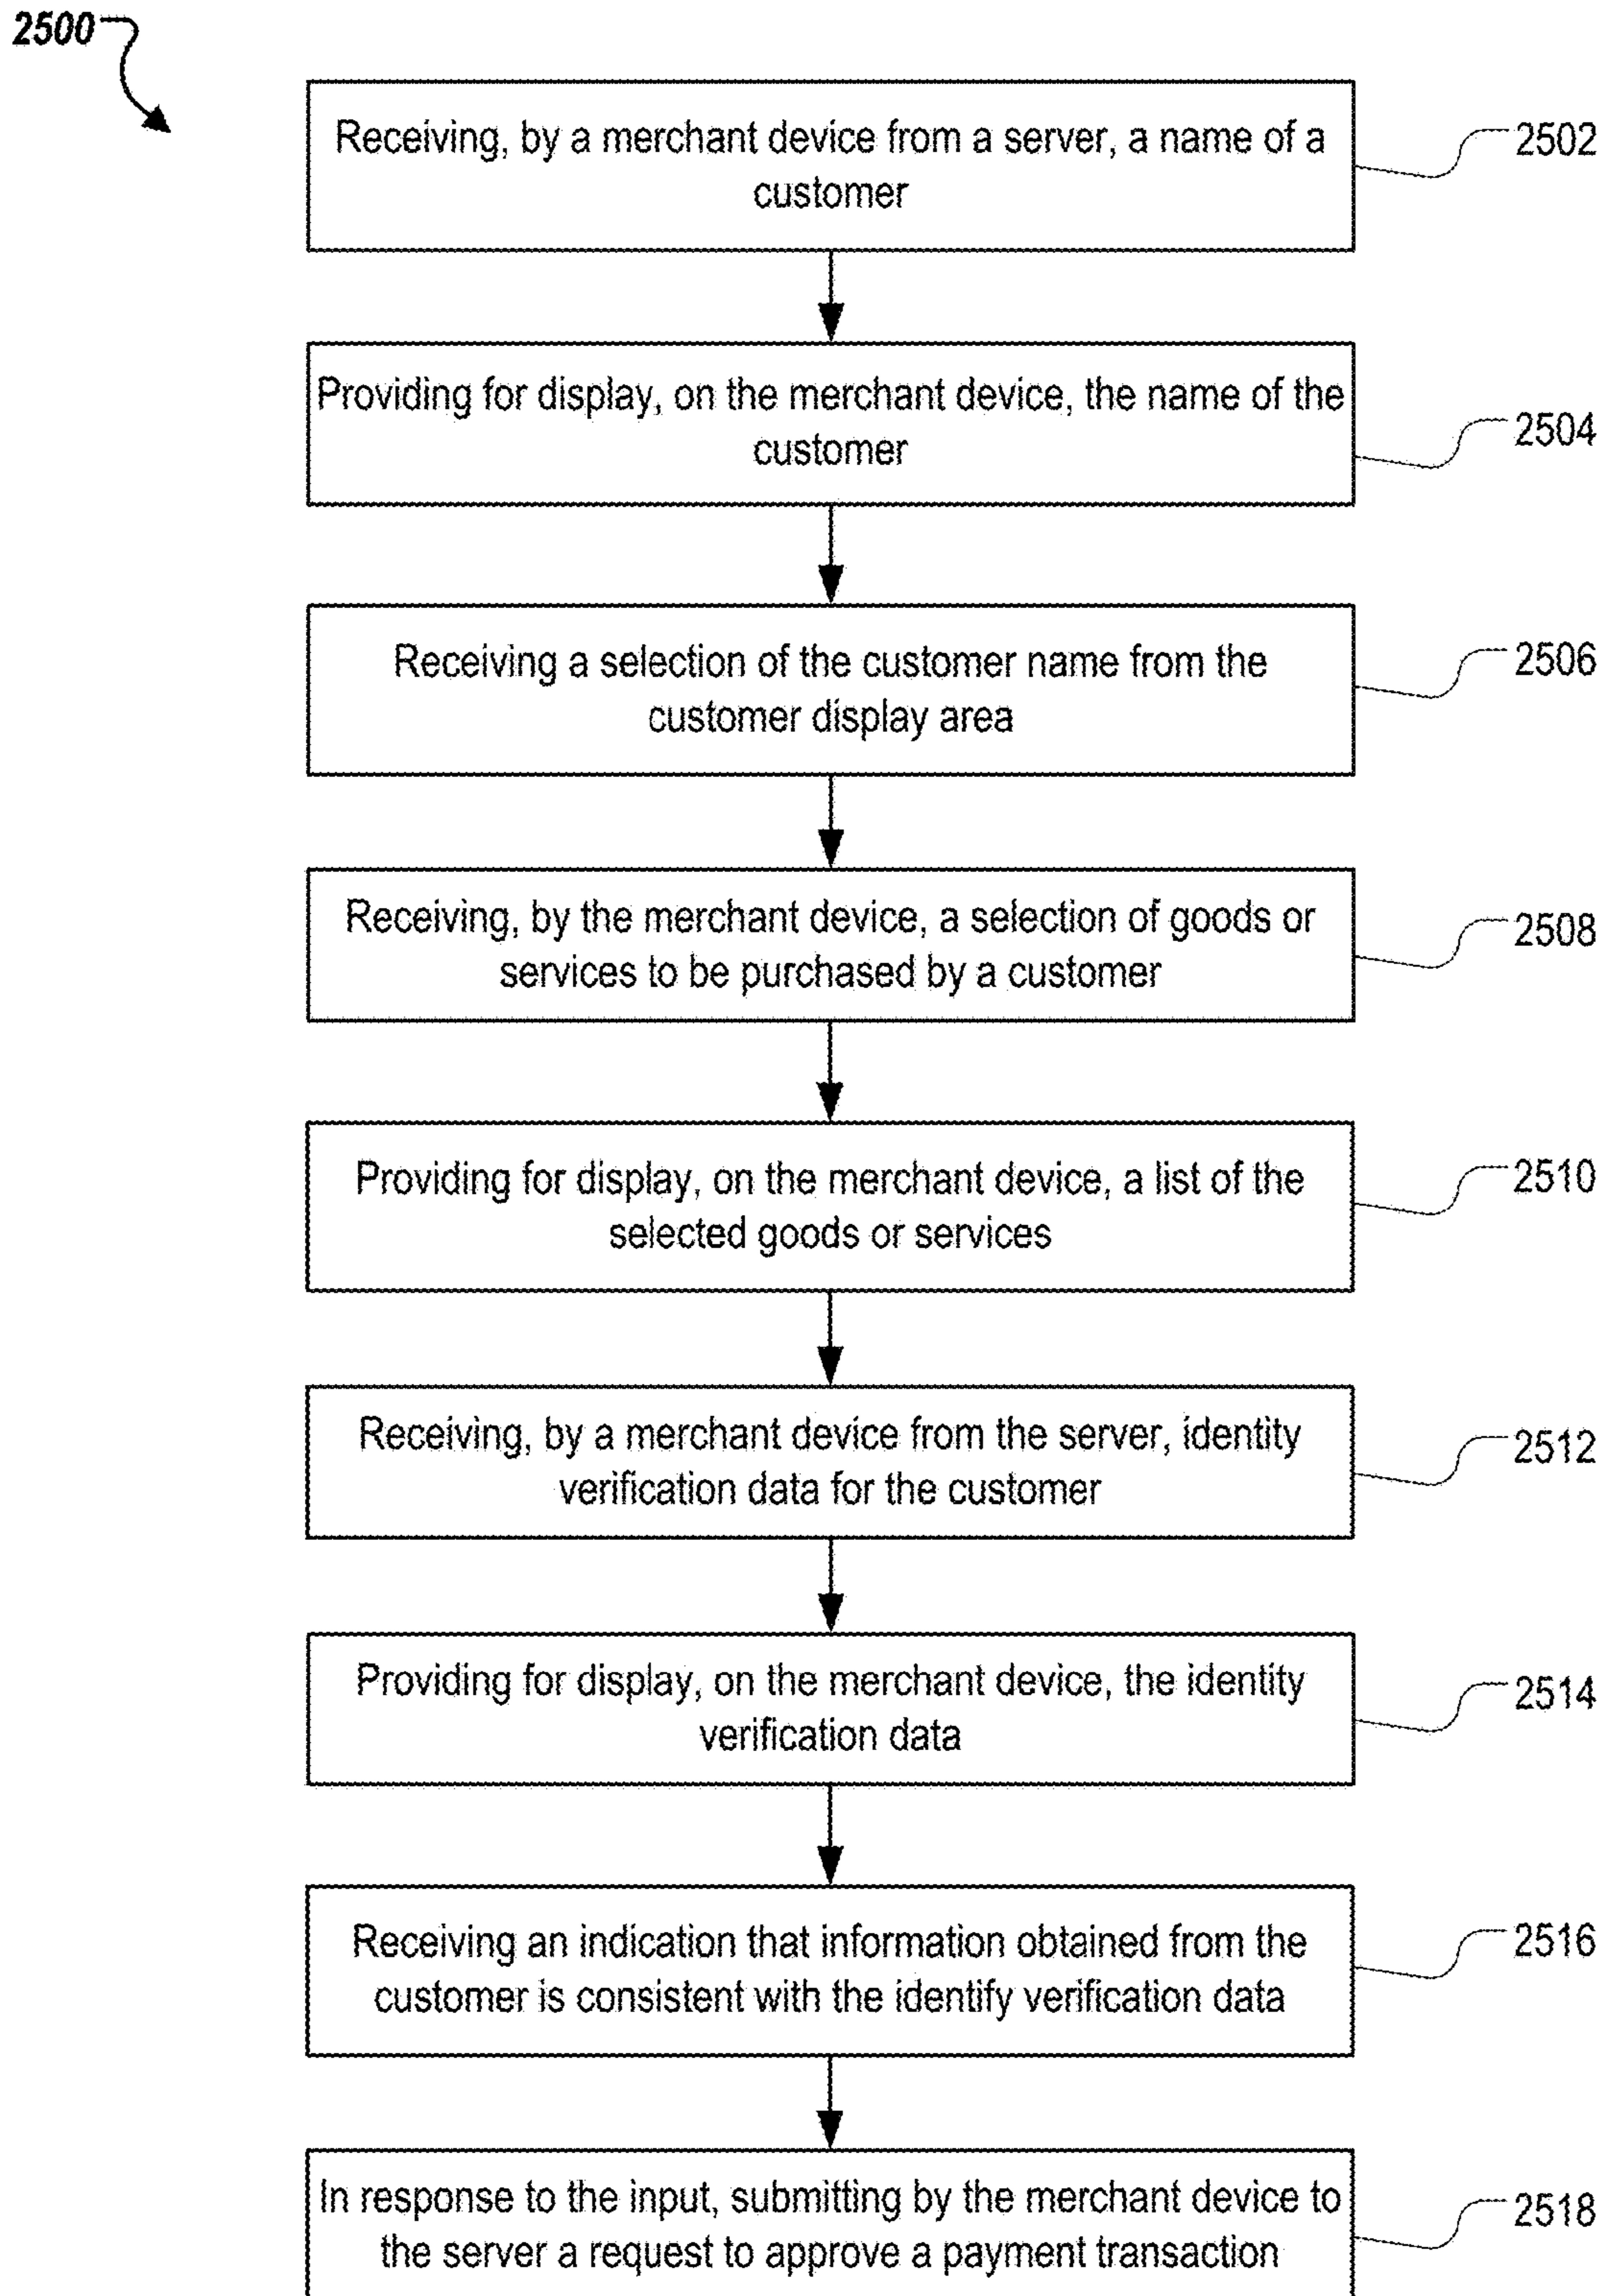 2500
Receiving, by a merchant device from a server, a name of a
customer
2502
Providing for display, on the merchant device, the name of the
customer
2504
Receiving a selection of the customer name from the
customer display area
2506
Receiving, by the merchant device, a selection of goods or
services to be purchased by a customer
2508
Providing for display, on the merchant device, a list of the
selected goods or services
2510
Receiving, by a merchant device from the server, identity
verification data for the customer
2512
Providing for display, on the merchant device, the identity
verification data
2514
Receiving an indication that information obtained from the
customer is consistent with the identify verification data
2516
In response to the input, submitting by the merchant device to
the server a request to approve a payment transaction
2518